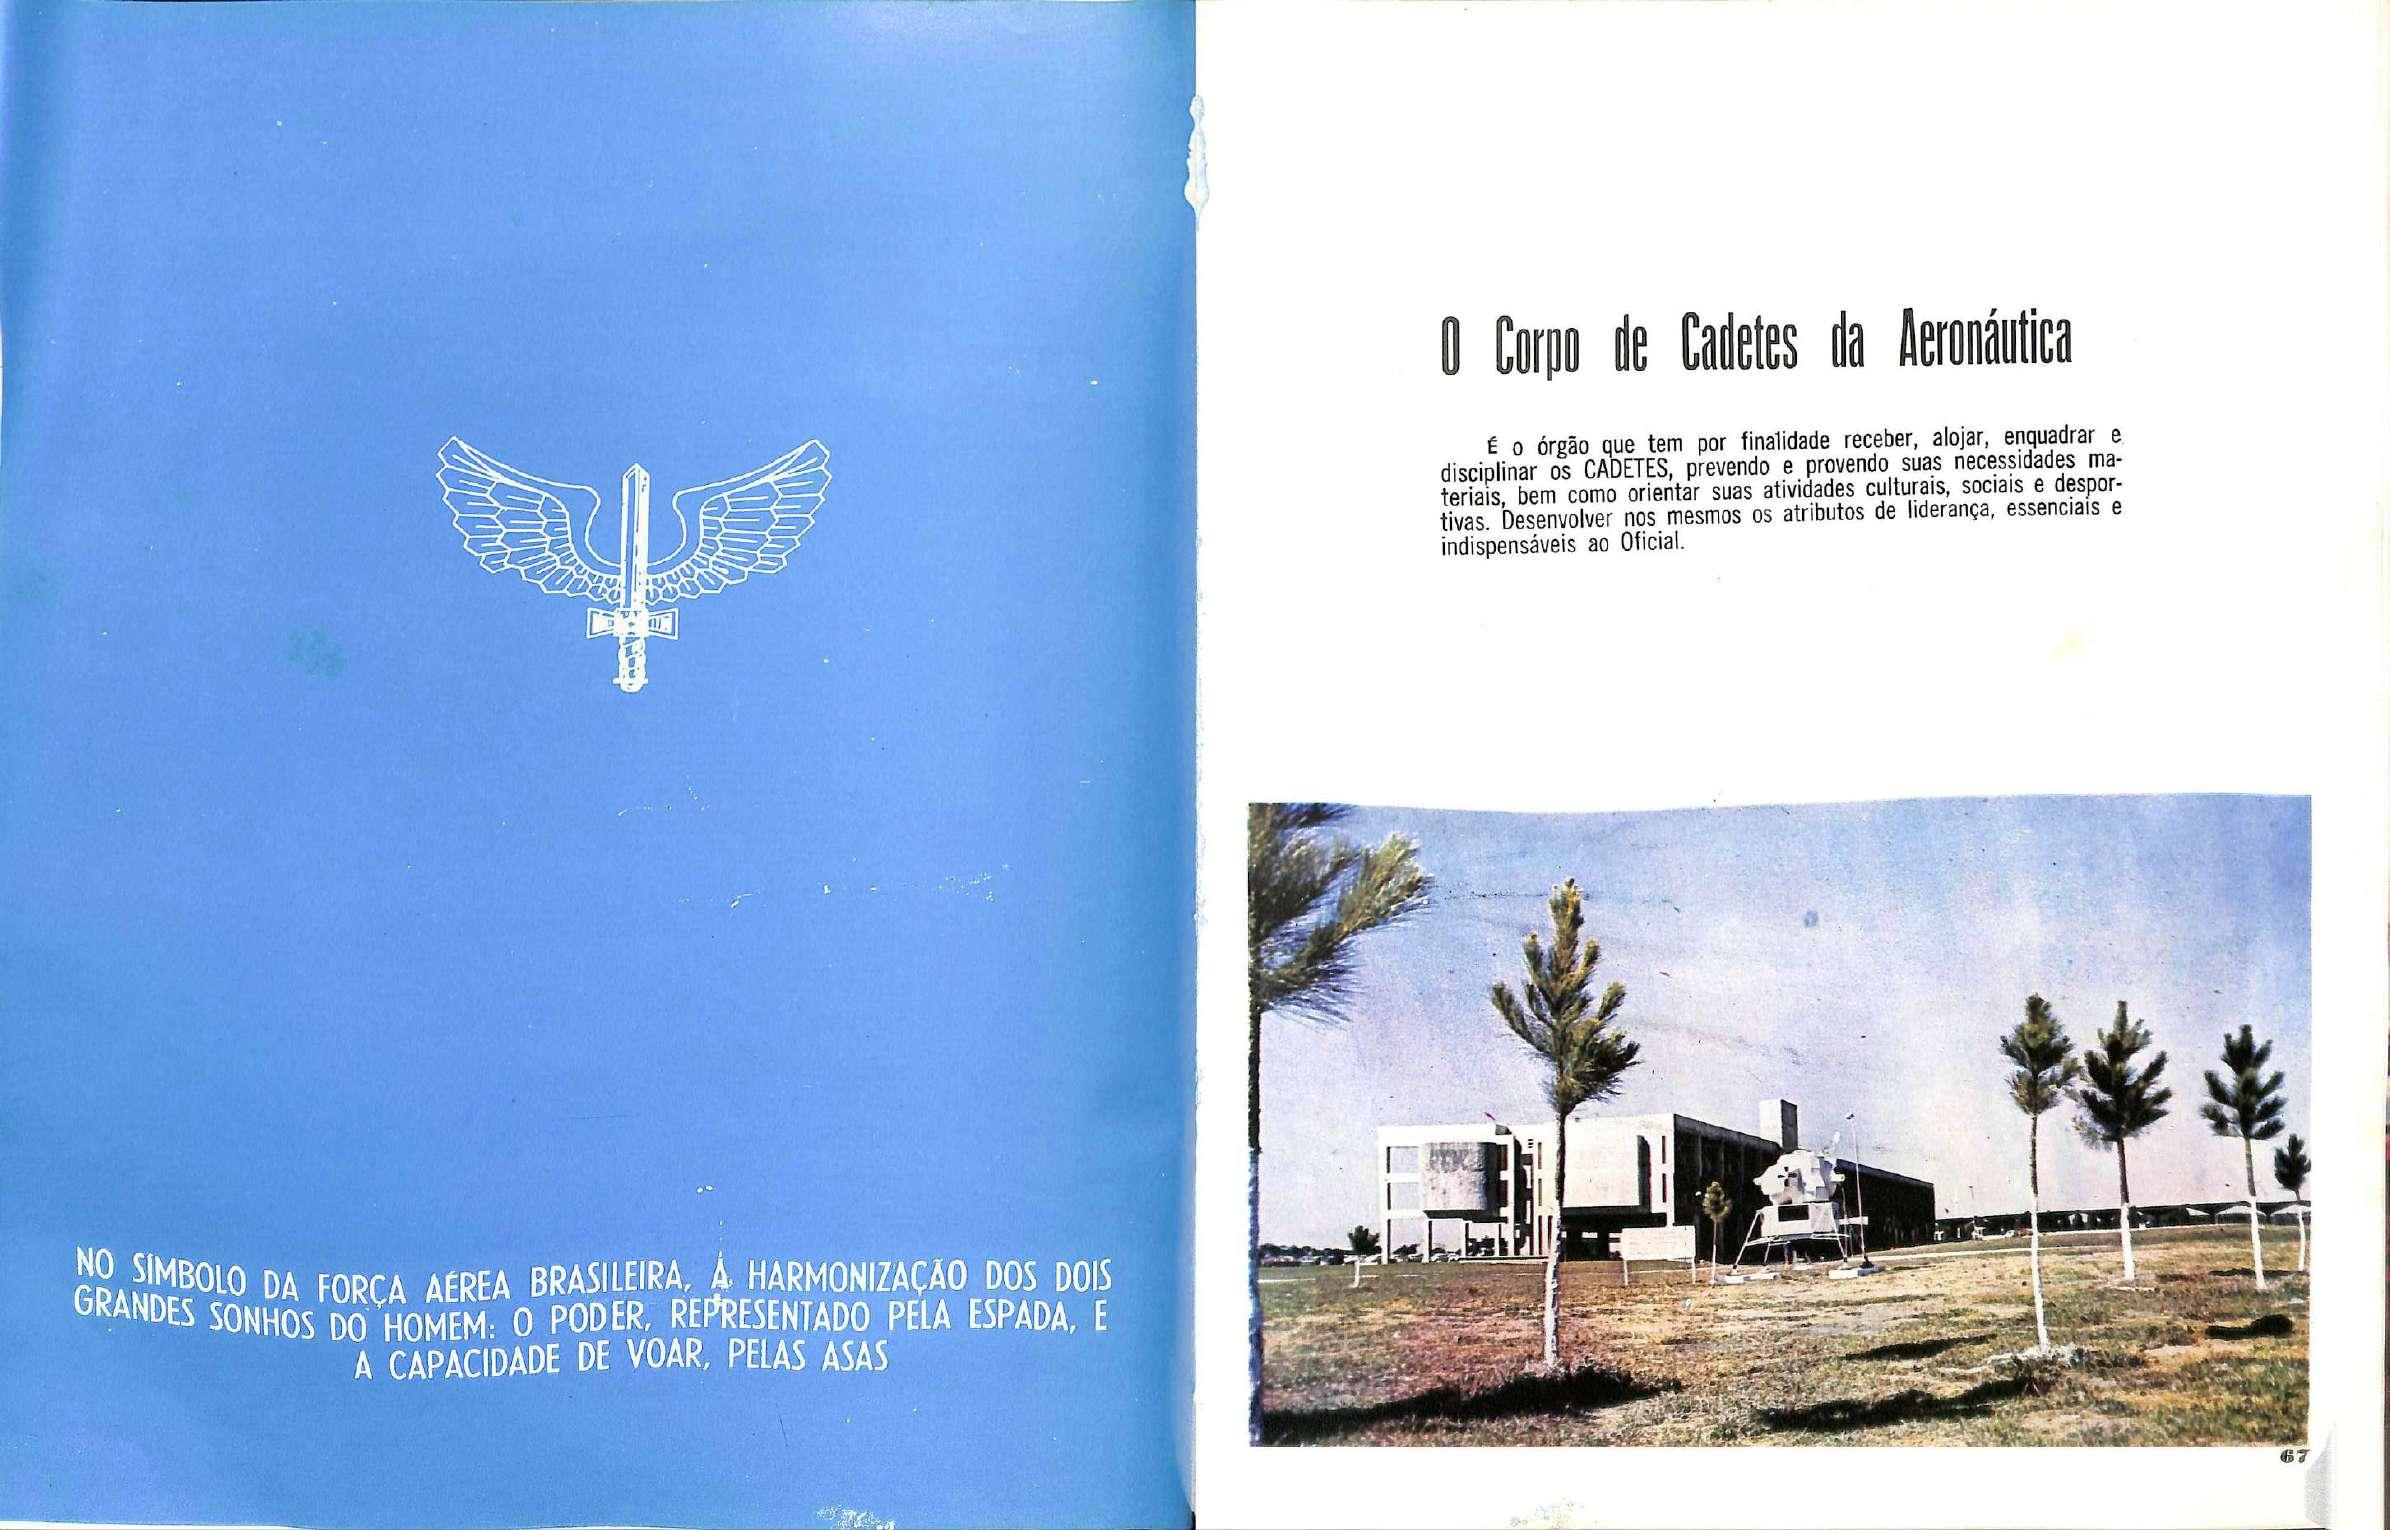 NO SÍMBOLO DA FORÇA AÉREA BRASILEIRA, A HARMONIZAÇÃO DOS DOIS
GRANDES SONHOS DO HOMEM: O PODER, REPRESENTADO PELA ESPADA, E
A CAPACIDADE DE VOAR, PELAS ASAS
O Corpo de Cadetes da Aeronáutica
É o órgão que tem por finalidade receber, alojar, enquadrar e
disciplinar os CADETES, prevendo e provendo suas necessidades ma-
teriais, bem como orientar suas atividades culturais, sociais e despor-
tivas. Desenvolver nos mesmos os atributos de liderança, essenciais e
indispensáveis ao Oficial.
67